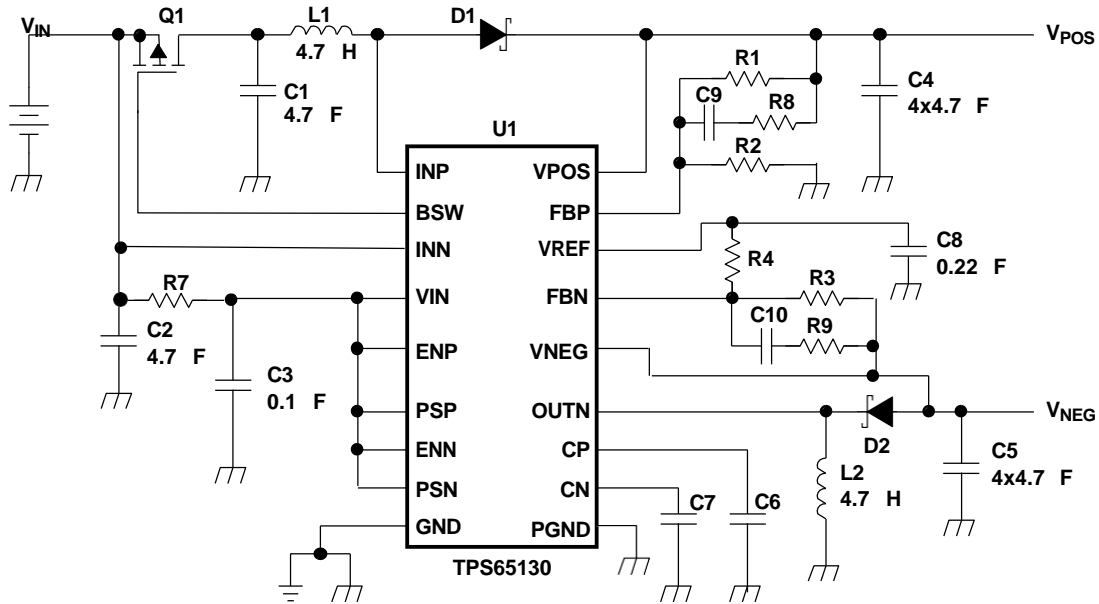 VIN Q1 L1 D1 VPOS
4.7 H
C1
4.7 F
R1
C9 R8
R2
C4
4x4.7 F
U1
INP VPOS
BSW FBP
INN VREF
VIN FBN
ENP VNEG
PSP OUTN
ENN CP
PSN CN
GND PGND
TPS65130
R7
C2
4.7 F
C3
0.1 F
R4
C8
0.22 F
R3
C10 R9
VNEG
D2
C5
4x4.7 F
L2
4.7 H
C7 C6